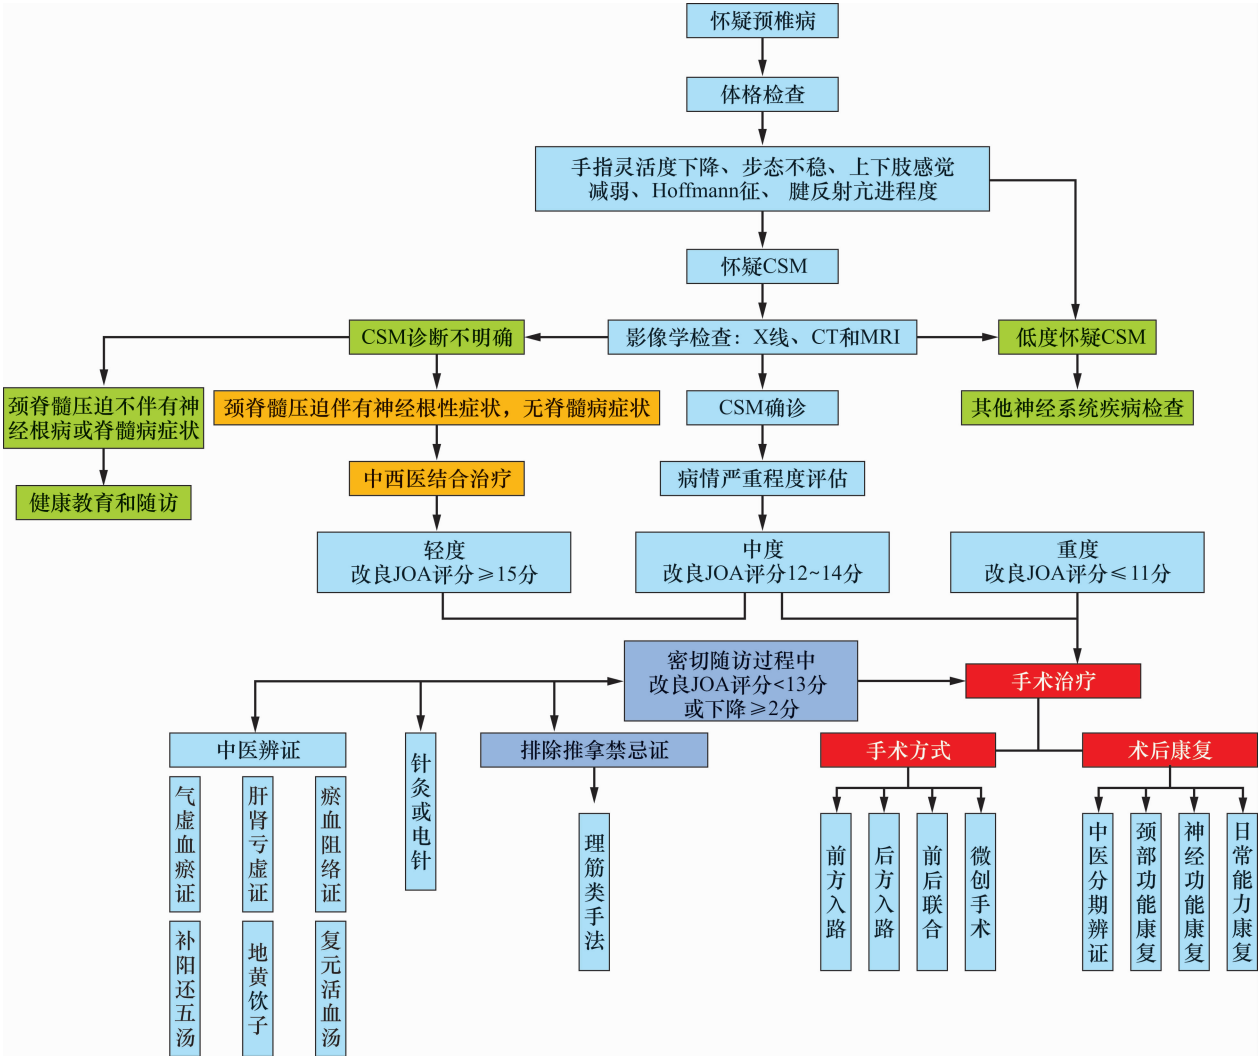 怀疑预椎病
体格检查
手指灵活度下降、步态不稳、上下肢感觉
减弱、Hoffmann征、 腱反射亢进程度
怀疑CSM
CSM诊断不明确
影像学检查：X线、CT和MRI
低度怀疑CSM
颈脊髓压迫不伴有神
经根病或脊髓病症状
颈脊髓压迫伴有神经根性症状，无脊髓病症状
CSM确诊
其他神经系统疾病检查
健康教育和随访
中西医结合治疗
病情严重程度评估
轻度
改良JOA评分≥15分
中度
改良JOA评分12~14分
重度
改良JOA评分≤11分
密切随访过程中
改良JOA评分<13分
或下降≥2分
手术治疗
中医辨证
针灸或电针
排除推拿禁忌证
手术方式
术后康复
气虚血瘀证
肝肾亏虚证
瘀血阻络证
补阳还五汤
地黄饮子
复元活血汤
理筋类手法
前方入路
后方入路
前后联合
微创手术
中医分期辨证
颈部功能康复
神经功能康复
日常能力康复